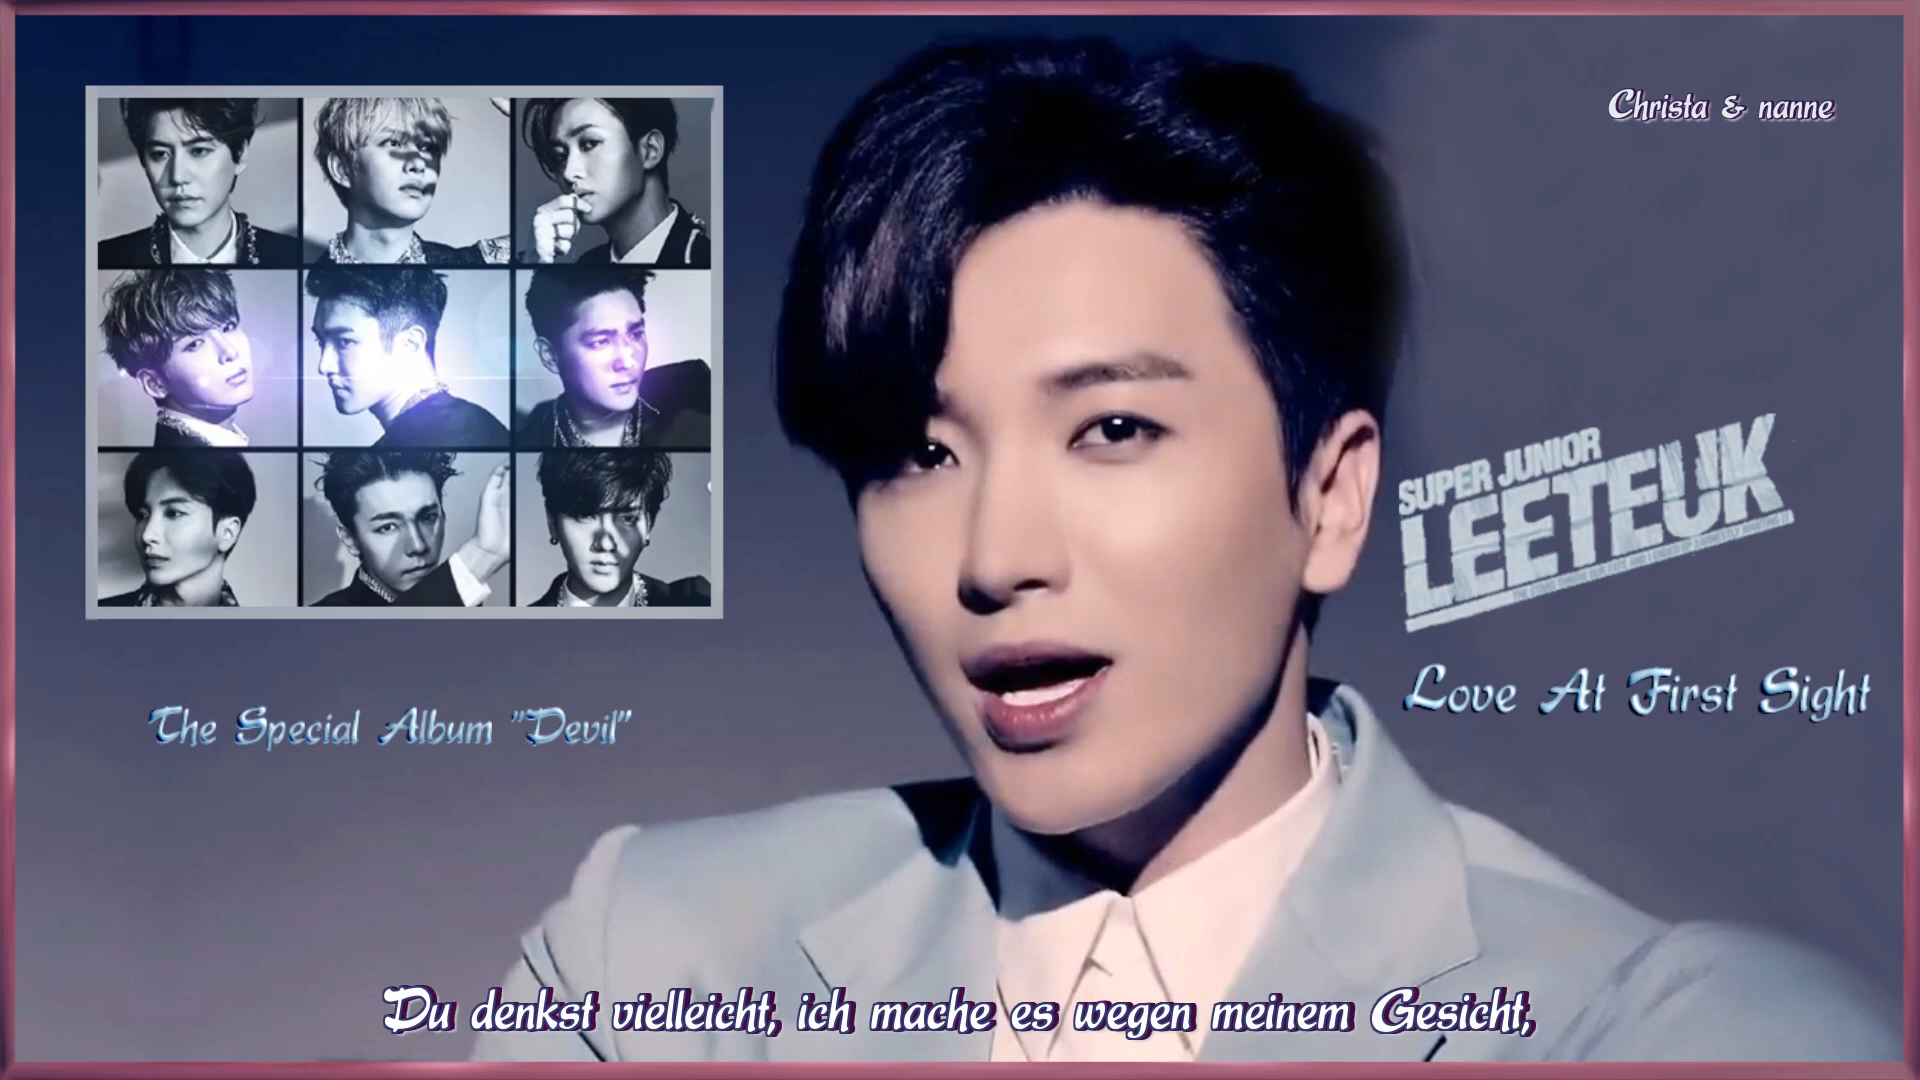 Christa & nanne
SUPER JUNIOR
LEETEUK
Love At First Sight
The Special Album "Devil"
Du denkst vielleicht, ich mache es wegen meinem Gesicht,